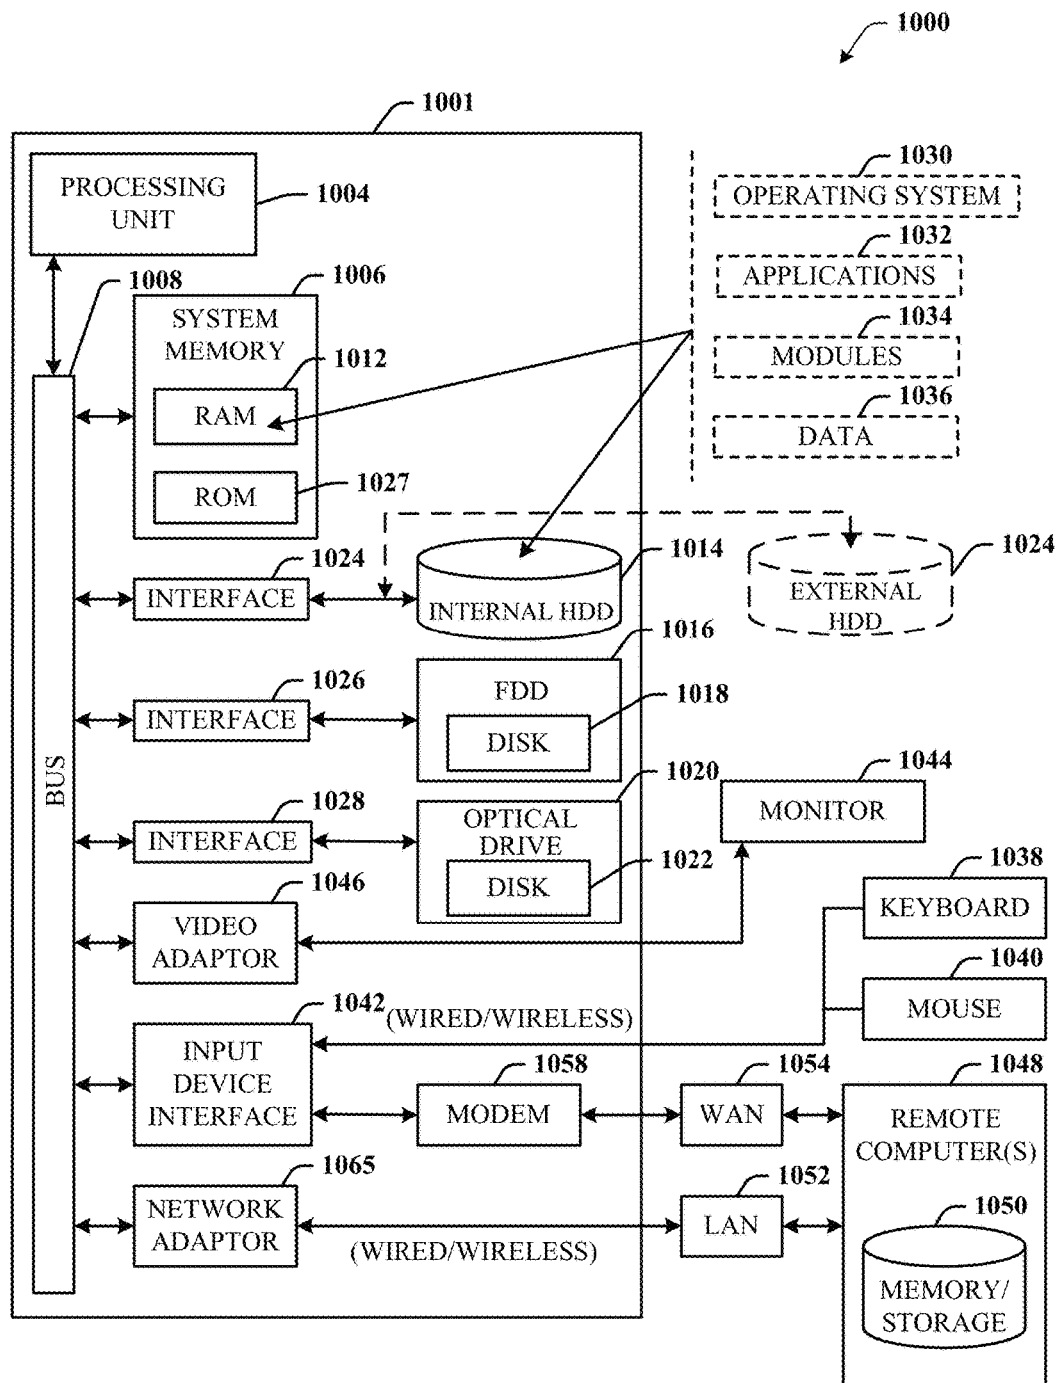 1000
1001
PROCESSING
UNIT
1004
1030
OPERATING SYSTEM
1032
APPLICATIONS
1034
MODULES
1036
DATA
1008
1006
SYSTEM
MEMORY
1012
RAM
ROM
1027
1024
INTERFACE
1014
INTERNAL HDD
1024
EXTERNAL
HDD
1016
1026
INTERFACE
FDD
1018
DISK
BUS
1028
INTERFACE
1020
OPTICAL
DRIVE
1022
DISK
1044
MONITOR
1046
VIDEO
ADAPTOR
1038
KEYBOARD
1040
MOUSE
1042
(WIRED/WIRELESS)
INPUT
DEVICE
INTERFACE
1058
MODEM
1054
WAN
1048
REMOTE
COMPUTER(S)
1065
NETWORK
ADAPTOR
(WIRED/WIRELESS)
1052
LAN
1050
MEMORY/
STORAGE